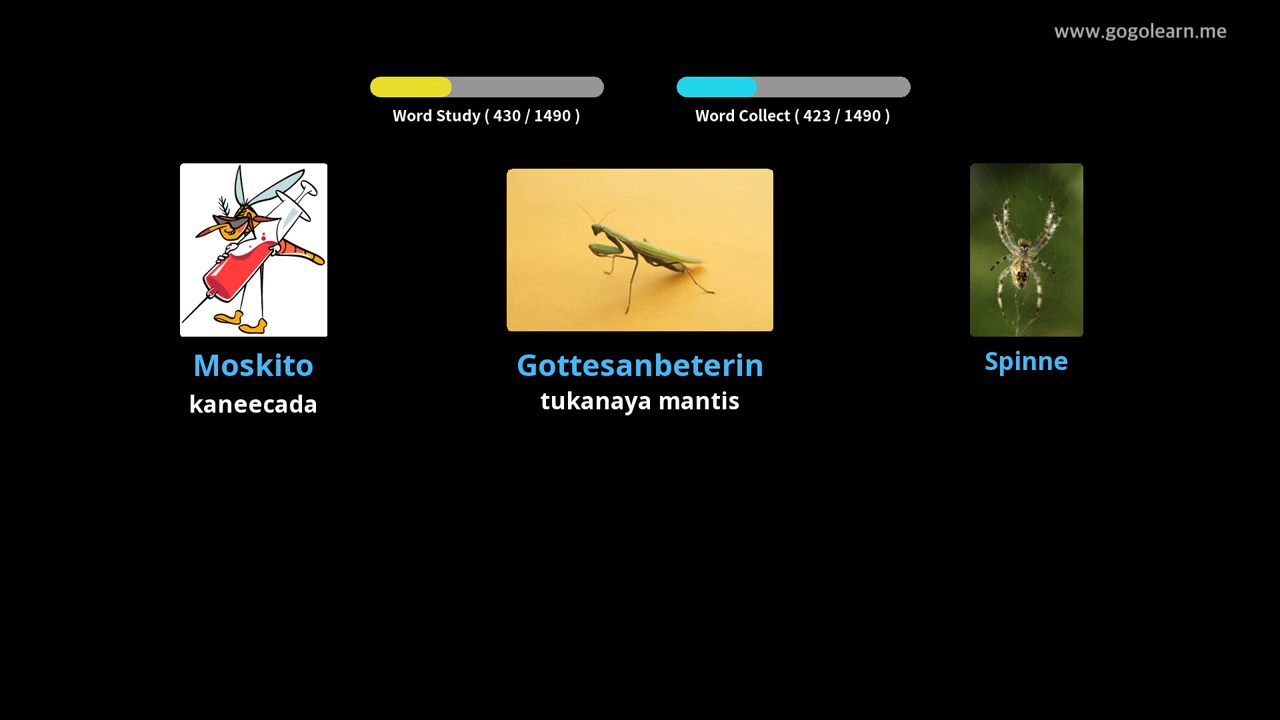 www.gogolearn.me
Word Study ( 430 / 1490 )
Word Collect ( 423 / 1490 )
Moskito
kaneecada
Gottesanbeterin
tukanaya mantis
Spinne